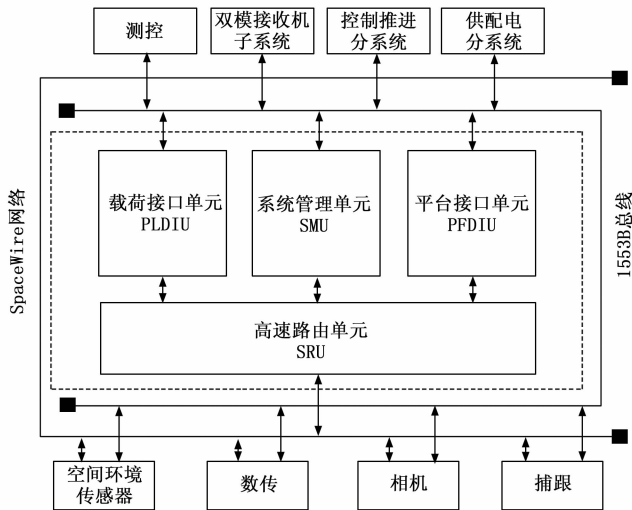 测控
双模接收机
子系统
控制推进
分系统
供配电
分系统
SpaceWire网络
载荷接口单元
PLDIU
系统管理单元
SMU
平台接口单元
PFDIU
1553B总线
高速路由单元
SRU
空间环境
传感器
数传
相机
捕跟